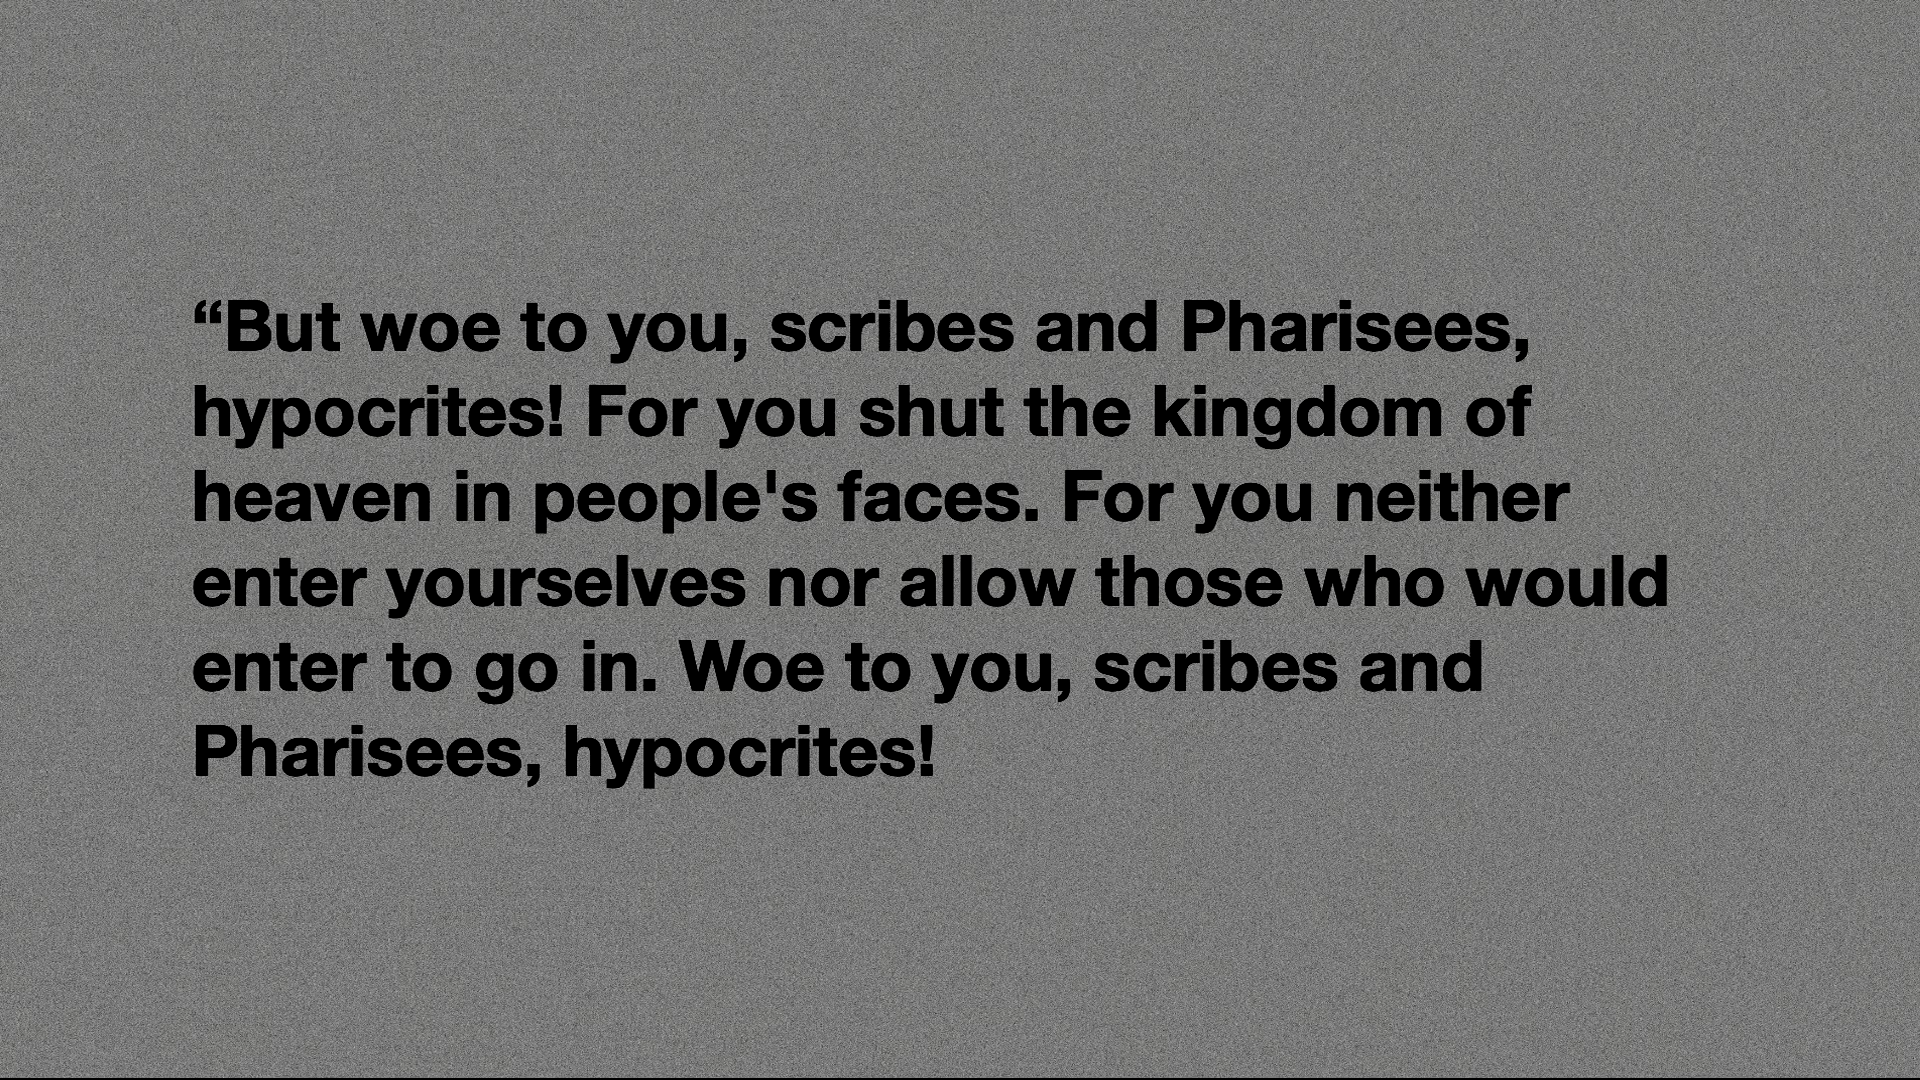 “But woe to you, scribes and Pharisees,
hypocrites! For you shut the kingdom of
heaven in people's faces. For you neither
enter yourselves nor allow those who would
enter to go in. Woe to you, scribes and
Pharisees, hypocrites!